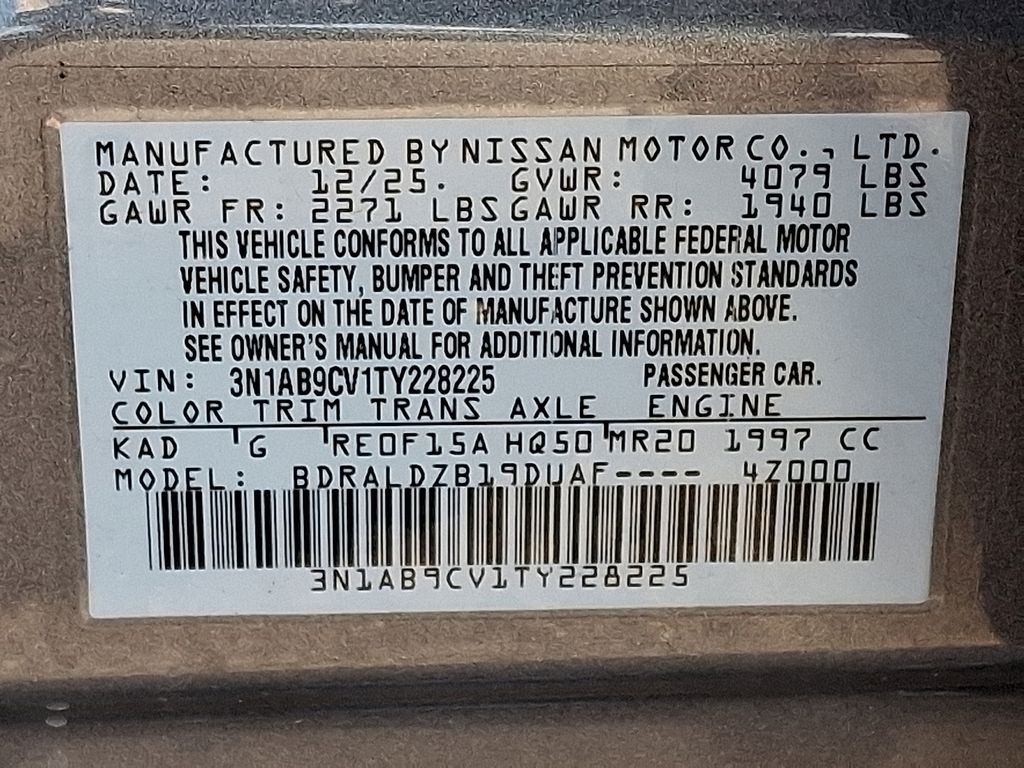 MANUFACTURED BY NISSAN MOTOR CO., LTD.
DATE: 12/25. GVWR: 4079 LBS
GAWR FR: 2271 LBS GAWR RR: 1940 LBS
THIS VEHICLE CONFORMS TO ALL APPLICABLE FEDERAL MOTOR
VEHICLE SAFETY, BUMPER AND THEFT PREVENTION STANDARDS
IN EFFECT ON THE DATE OF MANUFACTURE SHOWN ABOVE.
SEE OWNER'S MANUAL FOR ADDITIONAL INFORMATION.
VIN: 3N1AB9CV1TY228225 PASSENGER CAR.
COLOR TRIM TRANS AXLE ENGINE
KAD G RE0F15A HQ50 MR20 1997 CC
MODEL: BDRALDZB19DUAF---- 4Z000
3N1AB9CV1TY228225